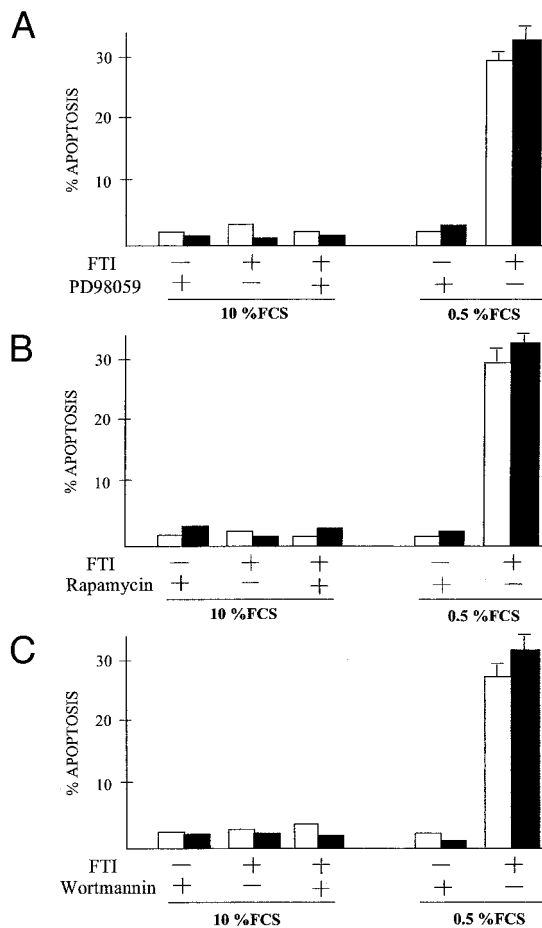 A
% APOPTOSIS
30
20
10
FTI − + + − +
PD98059 + − + + −
10 %FCS 0.5 %FCS
B
% APOPTOSIS
30
20
10
FTI − + + − +
Rapamycin + − + + −
10 %FCS 0.5 %FCS
C
% APOPTOSIS
30
20
10
FTI − + + − +
Wortmannin + − + + −
10 %FCS 0.5 %FCS